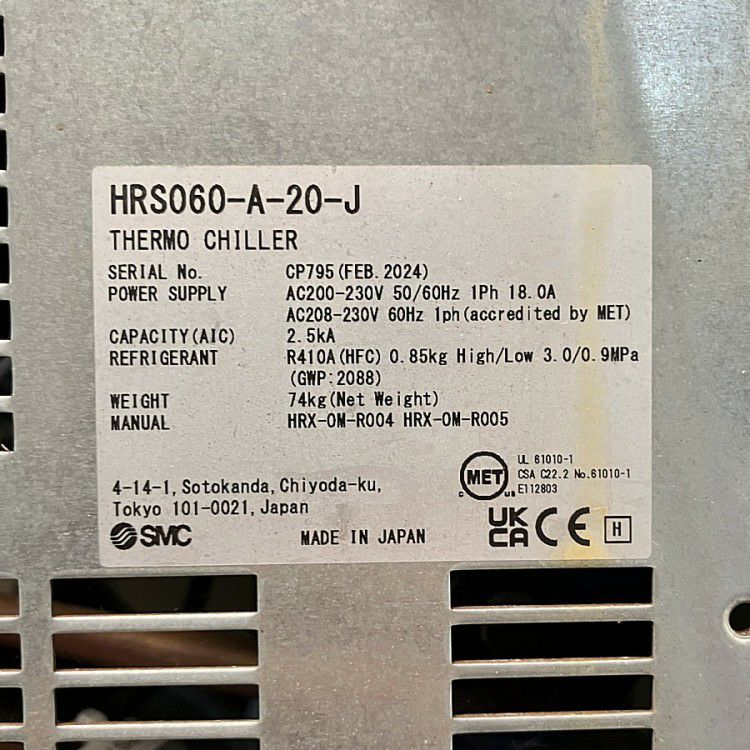 HRS060-A-20-J
THERMO CHILLER
SERIAL No. CP795(FEB.2024)
POWER SUPPLY AC200-230V 50/60Hz 1Ph 18.0A
AC208-230V 60Hz 1ph(accredited by MET)
CAPACITY(AIC) 2.5kA
REFRIGERANT R410A(HFC) 0.85kg High/Low 3.0/0.9MPa
(GWP:2088)
WEIGHT 74kg(Net Weight)
MANUAL HRX-OM-R004 HRX-OM-R005
4-14-1,Sotokanda,Chiyoda-ku,
Tokyo 101-0021,Japan
SMC
MADE IN JAPAN
C MET US
UL 61010-1
CSA C22.2 No.61010-1
E112803
UK
CA
CE
H